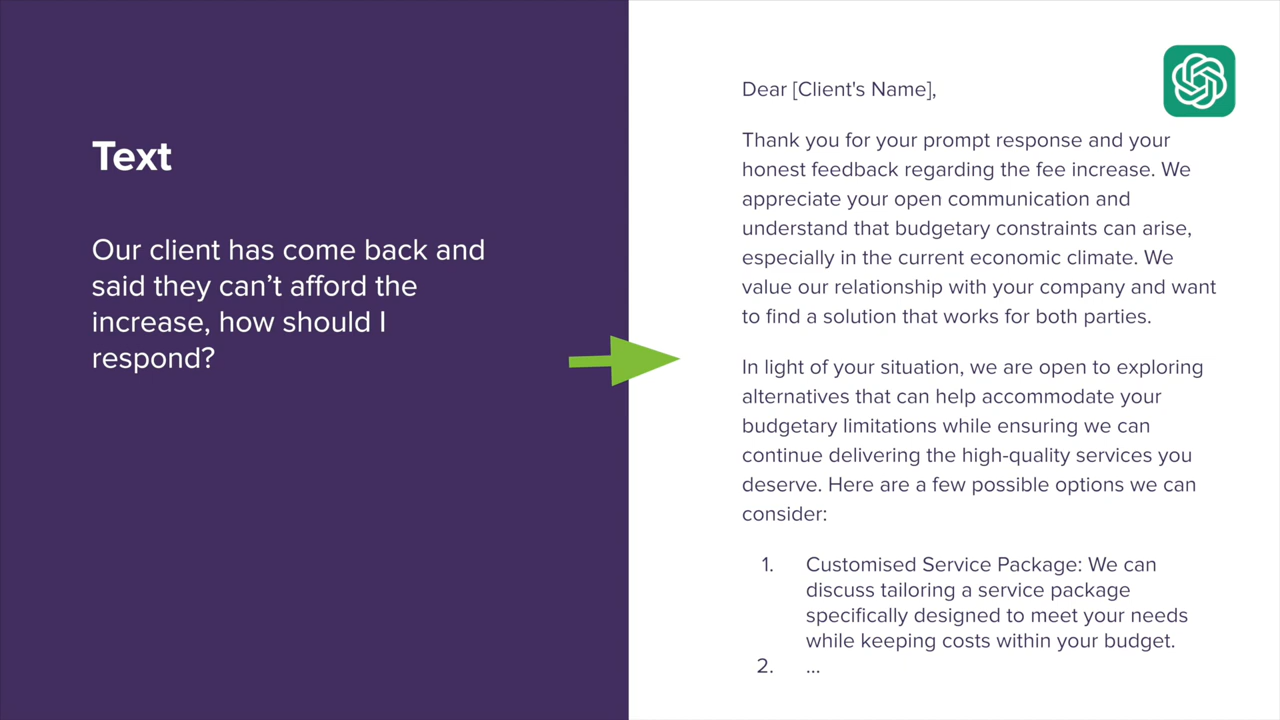 Text
Our client has come back and
said they can’t afford the
increase, how should I
respond?
Dear [Client's Name],
Thank you for your prompt response and your
honest feedback regarding the fee increase. We
appreciate your open communication and
understand that budgetary constraints can arise,
especially in the current economic climate. We
value our relationship with your company and want
to find a solution that works for both parties.
In light of your situation, we are open to exploring
alternatives that can help accommodate your
budgetary limitations while ensuring we can
continue delivering the high-quality services you
deserve. Here are a few possible options we can
consider:
1. Customised Service Package: We can
discuss tailoring a service package
specifically designed to meet your needs
while keeping costs within your budget.
2. ...